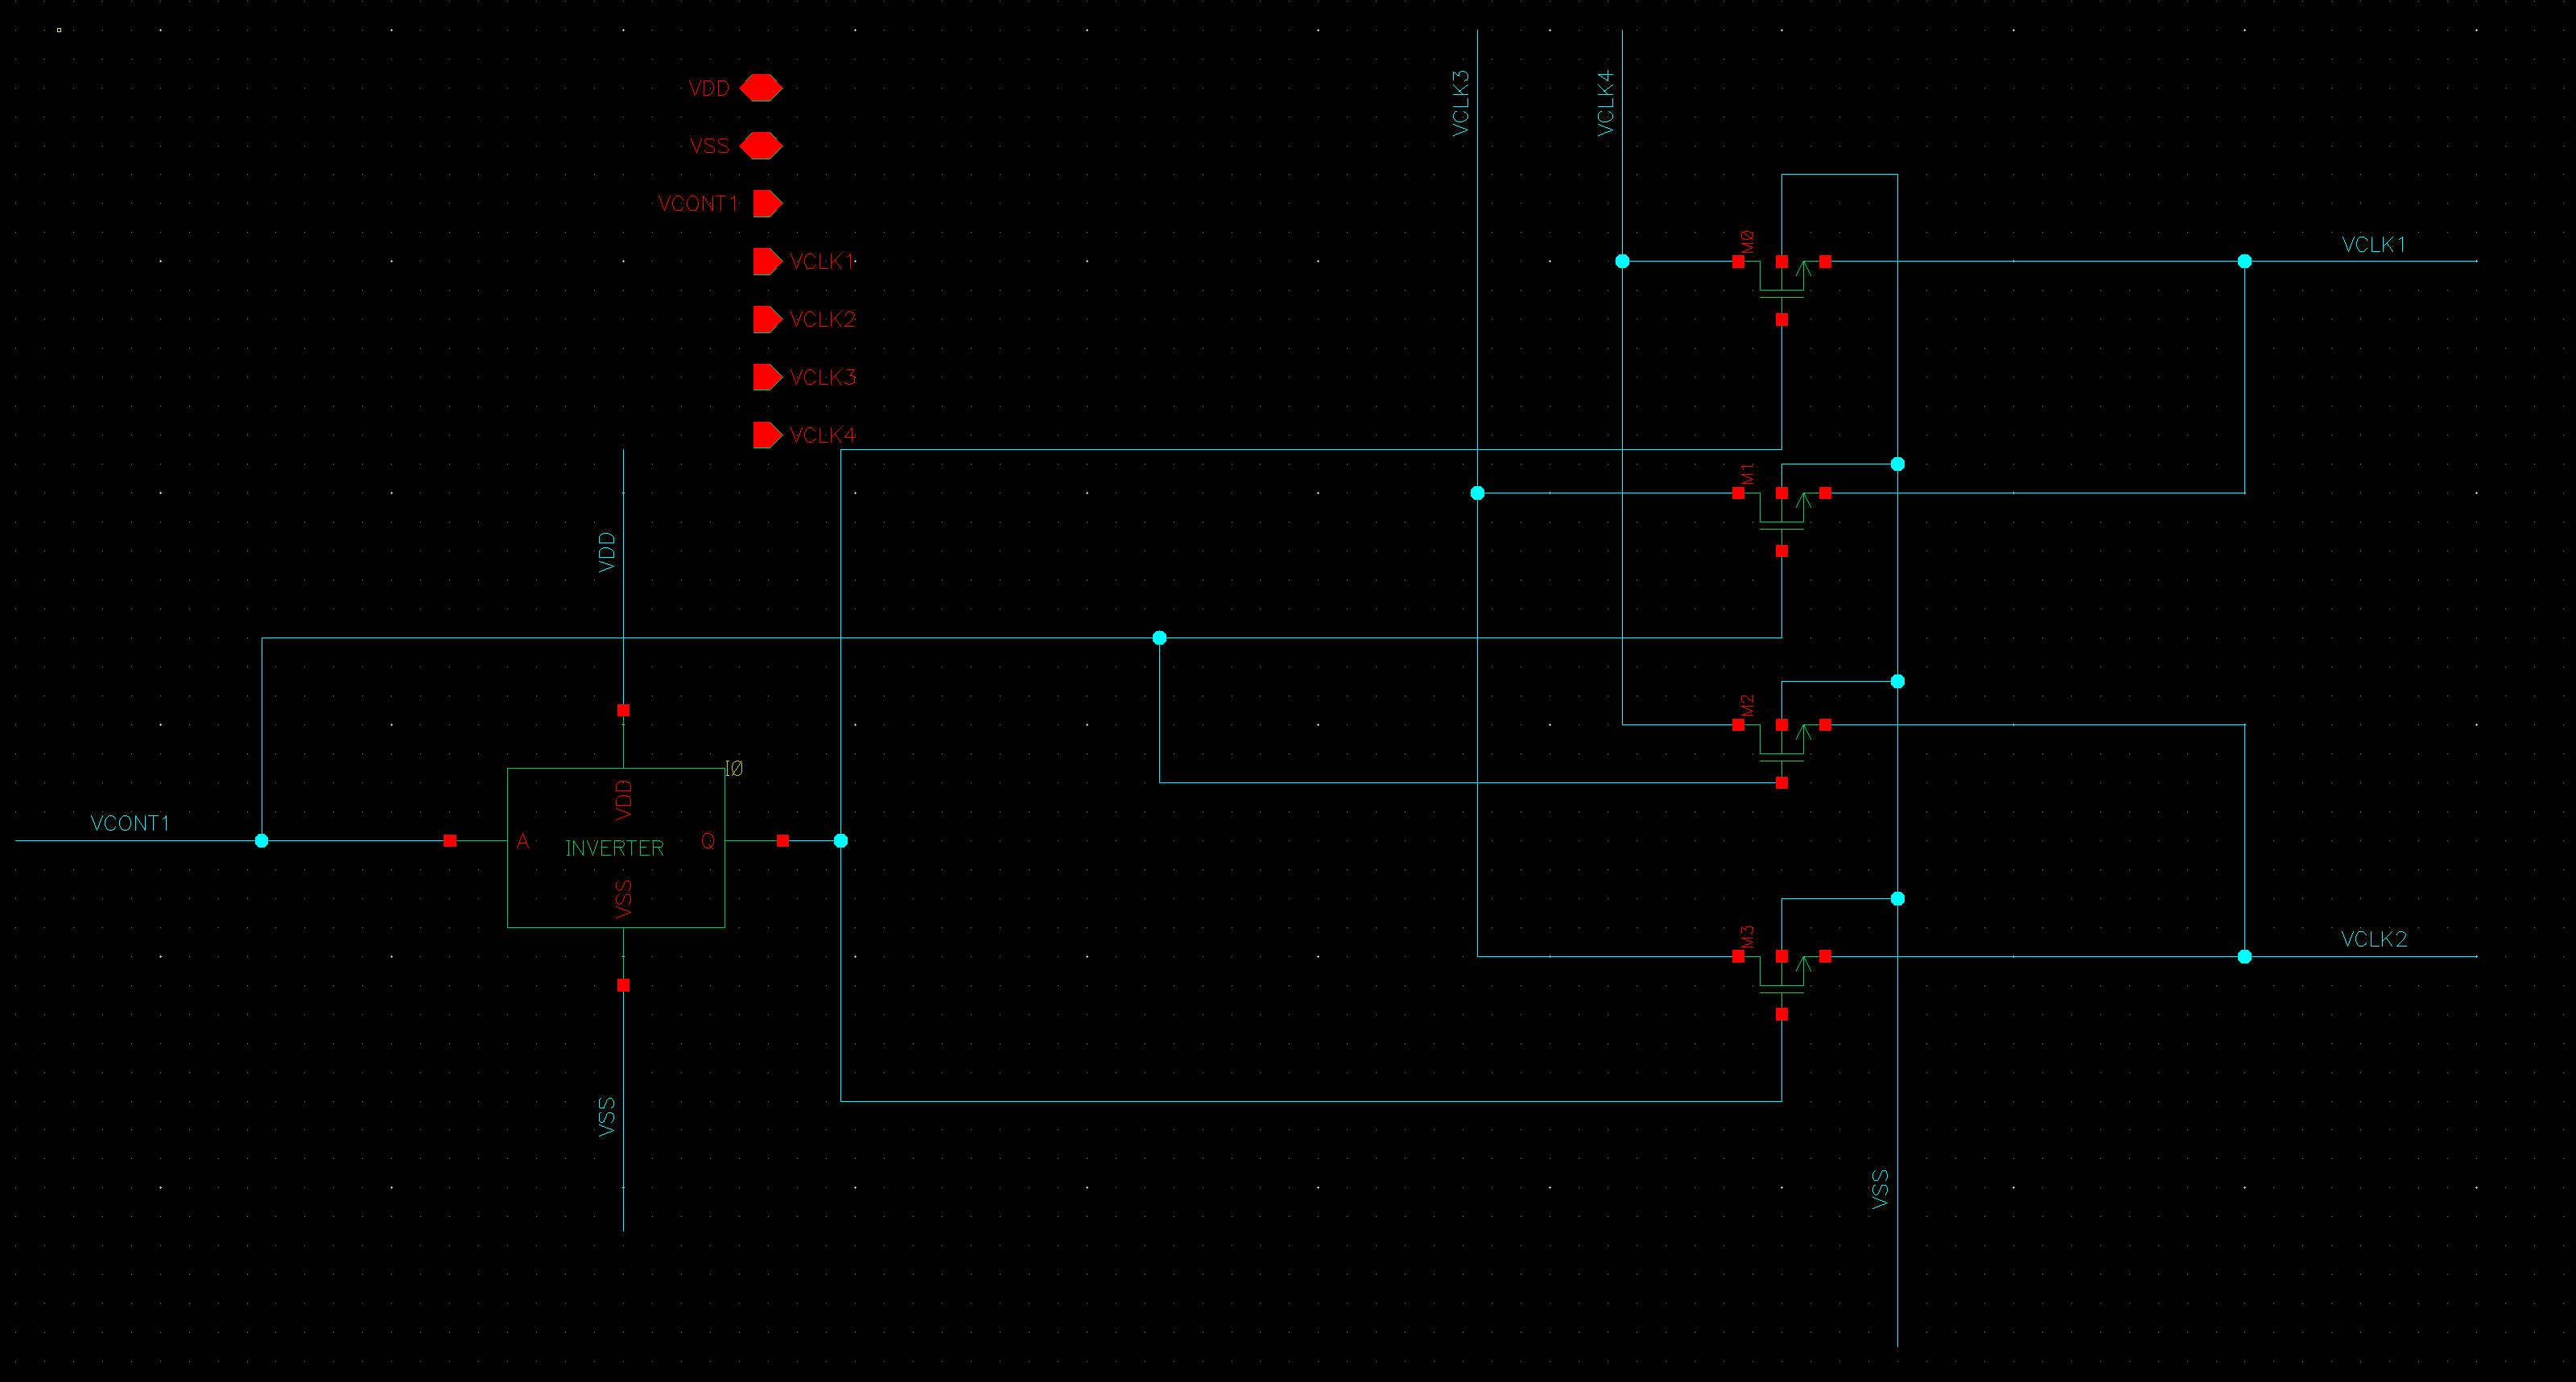 VDD
VSS
VCONT1
VCLK1
VCLK2
VCLK3
VCLK4
VCLK3
VCLK4
M0
VCLK1
M1
VDD
M2
I0
VCONT1
A
VDD
INVERTER
Q
VSS
M3
VCLK2
VSS
VSS